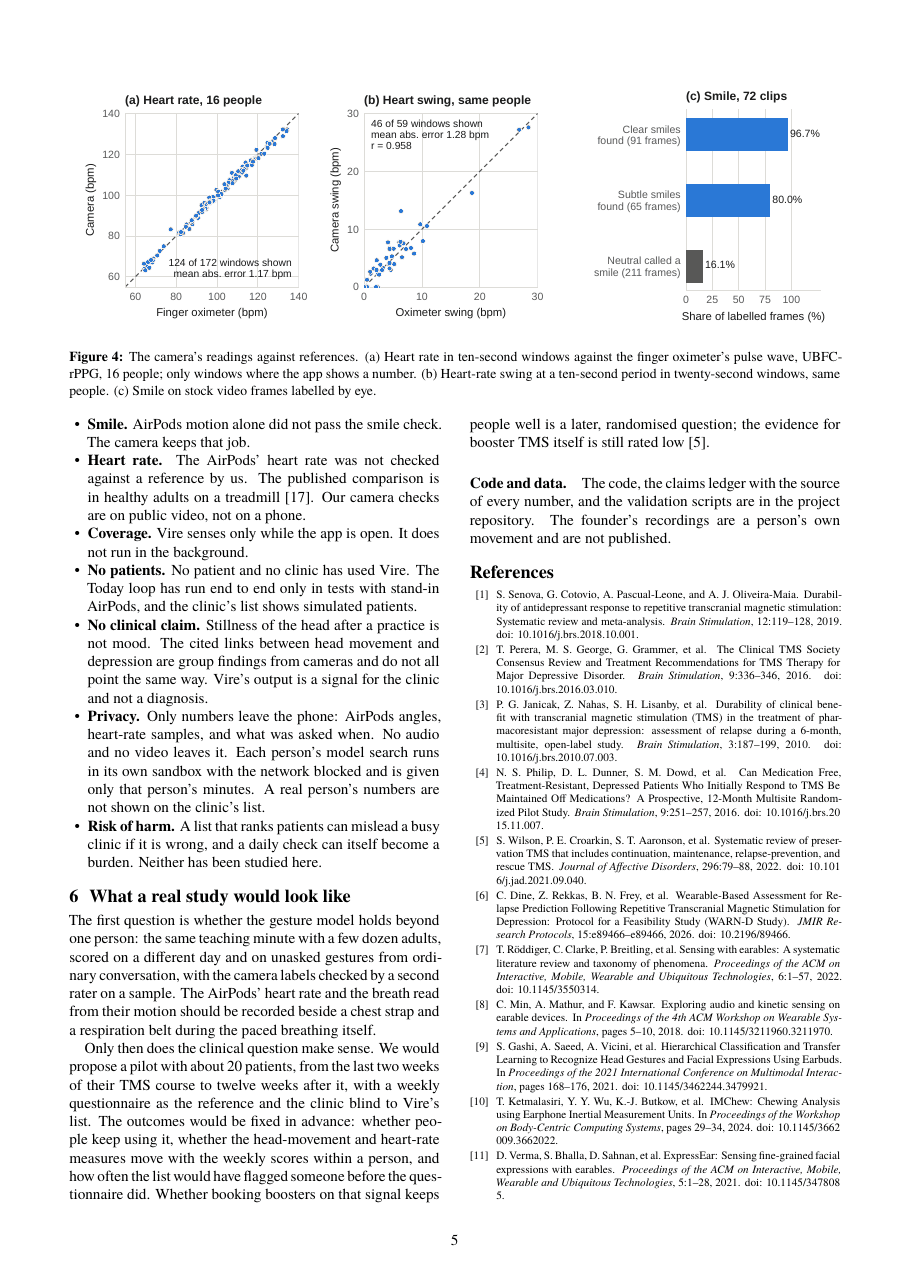 (a) Heart rate, 16 people
140
120
100
80
60
Camera (bpm)
124 of 172 windows shown
mean abs. error 1.17 bpm
60 80 100 120 140
Finger oximeter (bpm)
(b) Heart swing, same people
30
20
10
0
Camera swing (bpm)
46 of 59 windows shown
mean abs. error 1.28 bpm
r = 0.958
0 10 20 30
Oximeter swing (bpm)
(c) Smile, 72 clips
Clear smiles
found (91 frames)
96.7%
Subtle smiles
found (65 frames)
80.0%
Neutral called a
smile (211 frames)
16.1%
0 25 50 75 100
Share of labelled frames (%)
Figure 4: The camera's readings against references. (a) Heart rate in ten-second windows against the finger oximeter's pulse wave, UBFC-
rPPG, 16 people; only windows where the app shows a number. (b) Heart-rate swing at a ten-second period in twenty-second windows, same
people. (c) Smile on stock video frames labelled by eye.
• Smile. AirPods motion alone did not pass the smile check.
The camera keeps that job.
• Heart rate. The AirPods' heart rate was not checked
against a reference by us. The published comparison is
in healthy adults on a treadmill [17]. Our camera checks
are on public video, not on a phone.
• Coverage. Vire senses only while the app is open. It does
not run in the background.
• No patients. No patient and no clinic has used Vire. The
Today loop has run end to end only in tests with stand-in
AirPods, and the clinic's list shows simulated patients.
• No clinical claim. Stillness of the head after a practice is
not mood. The cited links between head movement and
depression are group findings from cameras and do not all
point the same way. Vire's output is a signal for the clinic
and not a diagnosis.
• Privacy. Only numbers leave the phone: AirPods angles,
heart-rate samples, and what was asked when. No audio
and no video leaves it. Each person's model search runs
in its own sandbox with the network blocked and is given
only that person's minutes. A real person's numbers are
not shown on the clinic's list.
• Risk of harm. A list that ranks patients can mislead a busy
clinic if it is wrong, and a daily check can itself become a
burden. Neither has been studied here.
6 What a real study would look like
The first question is whether the gesture model holds beyond
one person: the same teaching minute with a few dozen adults,
scored on a different day and on unasked gestures from ordi-
nary conversation, with the camera labels checked by a second
rater on a sample. The AirPods' heart rate and the breath read
from their motion should be recorded beside a chest strap and
a respiration belt during the paced breathing itself.
Only then does the clinical question make sense. We would
propose a pilot with about 20 patients, from the last two weeks
of their TMS course to twelve weeks after it, with a weekly
questionnaire as the reference and the clinic blind to Vire's
list. The outcomes would be fixed in advance: whether peo-
ple keep using it, whether the head-movement and heart-rate
measures move with the weekly scores within a person, and
how often the list would have flagged someone before the ques-
tionnaire did. Whether booking boosters on that signal keeps
people well is a later, randomised question; the evidence for
booster TMS itself is still rated low [5].
Code and data. The code, the claims ledger with the source
of every number, and the validation scripts are in the project
repository. The founder's recordings are a person's own
movement and are not published.
References
[1] S. Senova, G. Cotovio, A. Pascual-Leone, and A. J. Oliveira-Maia. Durabil-
ity of antidepressant response to repetitive transcranial magnetic stimulation:
Systematic review and meta-analysis. Brain Stimulation, 12:119–128, 2019.
doi: 10.1016/j.brs.2018.10.001.
[2] T. Perera, M. S. George, G. Grammer, et al. The Clinical TMS Society
Consensus Review and Treatment Recommendations for TMS Therapy for
Major Depressive Disorder. Brain Stimulation, 9:336–346, 2016. doi:
10.1016/j.brs.2016.03.010.
[3] P. G. Janicak, Z. Nahas, S. H. Lisanby, et al. Durability of clinical bene-
fit with transcranial magnetic stimulation (TMS) in the treatment of phar-
macoresistant major depression: assessment of relapse during a 6-month,
multisite, open-label study. Brain Stimulation, 3:187–199, 2010. doi:
10.1016/j.brs.2010.07.003.
[4] N. S. Philip, D. L. Dunner, S. M. Dowd, et al. Can Medication Free,
Treatment-Resistant, Depressed Patients Who Initially Respond to TMS Be
Maintained Off Medications? A Prospective, 12-Month Multisite Random-
ized Pilot Study. Brain Stimulation, 9:251–257, 2016. doi: 10.1016/j.brs.20
15.11.007.
[5] S. Wilson, P. E. Croarkin, S. T. Aaronson, et al. Systematic review of preser-
vation TMS that includes continuation, maintenance, relapse-prevention, and
rescue TMS. Journal of Affective Disorders, 296:79–88, 2022. doi: 10.101
6/j.jad.2021.09.040.
[6] C. Dine, Z. Rekkas, B. N. Frey, et al. Wearable-Based Assessment for Re-
lapse Prediction Following Repetitive Transcranial Magnetic Stimulation for
Depression: Protocol for a Feasibility Study (WARN-D Study). JMIR Re-
search Protocols, 15:e89466–e89466, 2026. doi: 10.2196/89466.
[7] T. Röddiger, C. Clarke, P. Breitling, et al. Sensing with earables: A systematic
literature review and taxonomy of phenomena. Proceedings of the ACM on
Interactive, Mobile, Wearable and Ubiquitous Technologies, 6:1–57, 2022.
doi: 10.1145/3550314.
[8] C. Min, A. Mathur, and F. Kawsar. Exploring audio and kinetic sensing on
earable devices. In Proceedings of the 4th ACM Workshop on Wearable Sys-
tems and Applications, pages 5–10, 2018. doi: 10.1145/3211960.3211970.
[9] S. Gashi, A. Saeed, A. Vicini, et al. Hierarchical Classification and Transfer
Learning to Recognize Head Gestures and Facial Expressions Using Earbuds.
In Proceedings of the 2021 International Conference on Multimodal Interac-
tion, pages 168–176, 2021. doi: 10.1145/3462244.3479921.
[10] T. Ketmalasiri, Y. Y. Wu, K.-J. Butkow, et al. IMChew: Chewing Analysis
using Earphone Inertial Measurement Units. In Proceedings of the Workshop
on Body-Centric Computing Systems, pages 29–34, 2024. doi: 10.1145/3662
009.3662022.
[11] D. Verma, S. Bhalla, D. Sahnan, et al. ExpressEar: Sensing fine-grained facial
expressions with earables. Proceedings of the ACM on Interactive, Mobile,
Wearable and Ubiquitous Technologies, 5:1–28, 2021. doi: 10.1145/347808
5.
5